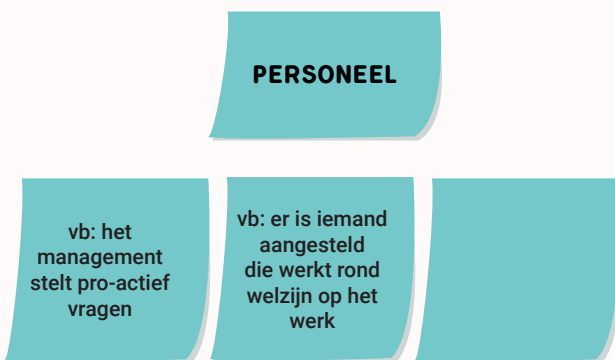 PERSONEEL
vb: het
management
stelt pro-actief
vragen
vb: er is iemand
aangesteld
die werkt rond
welzijn op het
werk